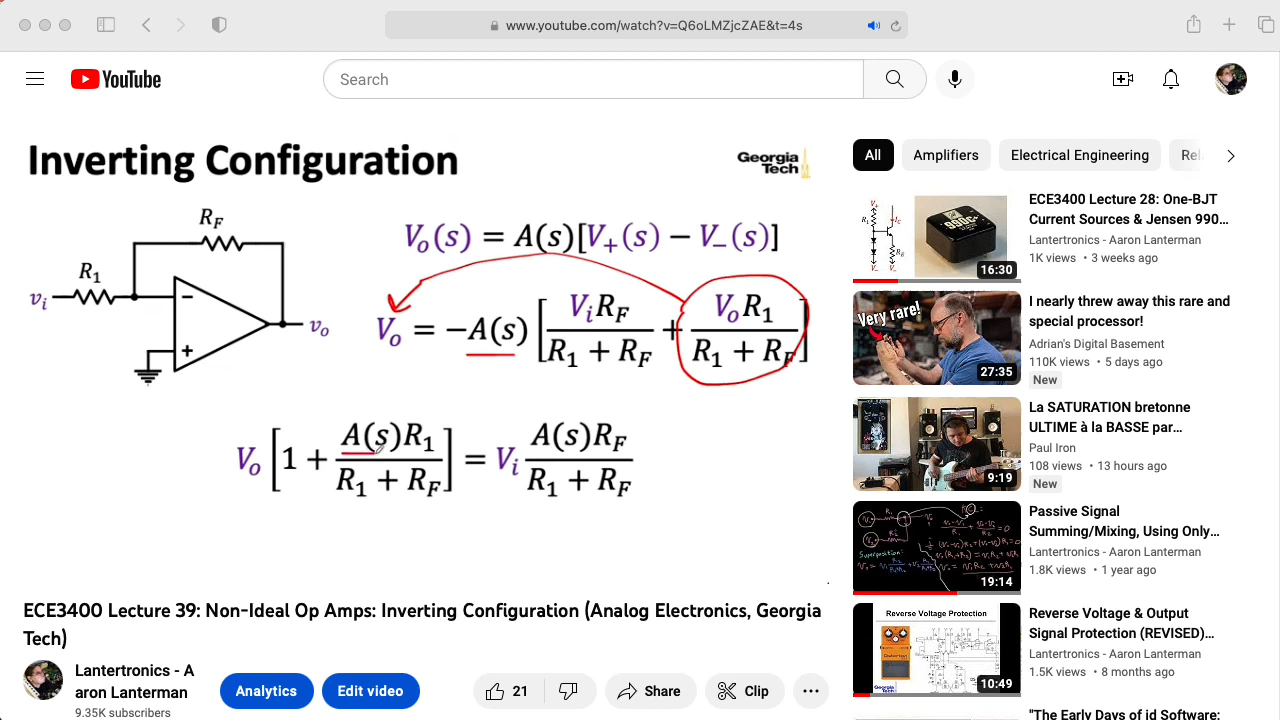 www.youtube.com/watch?v=Q6oLMZjcZAE&t=4s
YouTube
Search
Inverting Configuration
Georgia
Tech
R_F
R_1
v_i
v_o
−
+
V_o(s) = A(s)[V_+(s) − V_−(s)]
V_o = −A(s) [V_i R_F / (R_1 + R_F) + V_o R_1 / (R_1 + R_F)]
V_o [1 + A(s)R_1 / (R_1 + R_F)] = V_i A(s)R_F / (R_1 + R_F)
ECE3400 Lecture 39: Non-Ideal Op Amps: Inverting Configuration (Analog Electronics, Georgia
Tech)
Lantertronics - A
aron Lanterman
9.35K subscribers
Analytics
Edit video
21
Share
Clip
All
Amplifiers
Electrical Engineering
Rel
16:30
ECE3400 Lecture 28: One-BJT
Current Sources & Jensen 990...
Lantertronics - Aaron Lanterman
1K views • 3 weeks ago
Very rare!
27:35
I nearly threw away this rare and
special processor!
Adrian's Digital Basement
110K views • 5 days ago
New
9:19
La SATURATION bretonne
ULTIME à la BASSE par...
Paul Iron
108 views • 13 hours ago
New
19:14
Passive Signal
Summing/Mixing, Using Only...
Lantertronics - Aaron Lanterman
1.8K views • 1 year ago
Reverse Voltage Protection
10:49
Reverse Voltage & Output
Signal Protection (REVISED)...
Lantertronics - Aaron Lanterman
1.5K views • 8 months ago
"The Early Days of id Software: